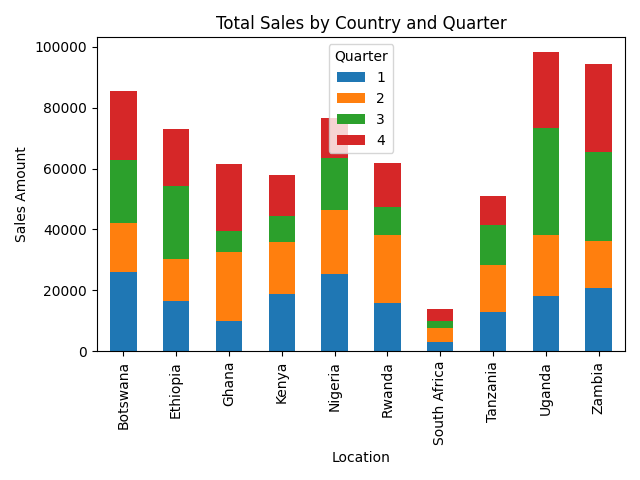 Total Sales by Country and Quarter
Sales Amount
100000
80000
60000
40000
20000
0
Quarter
1
2
3
4
Botswana
Ethiopia
Ghana
Kenya
Nigeria
Rwanda
South Africa
Tanzania
Uganda
Zambia
Location